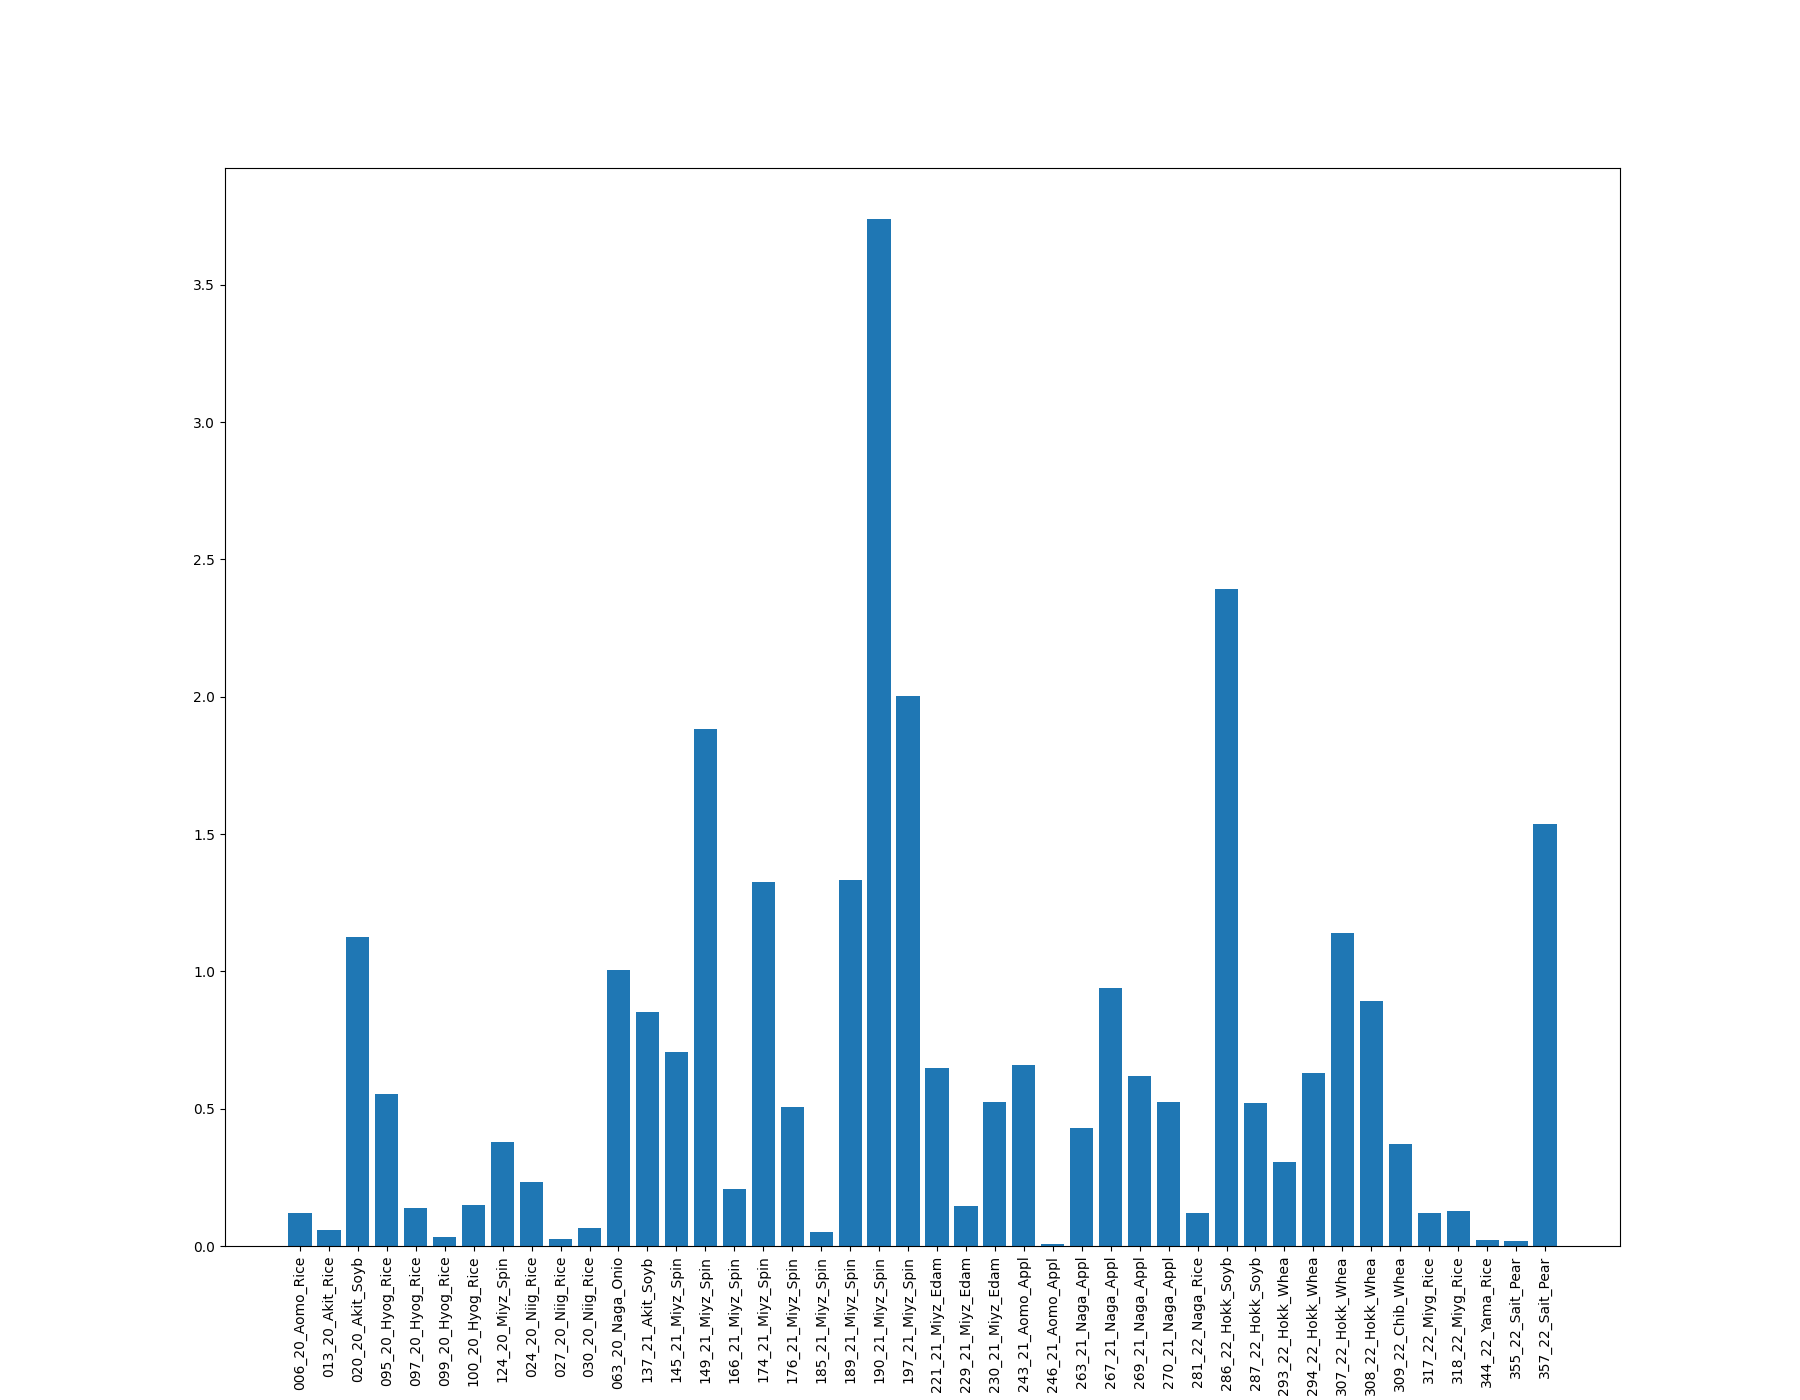 3.5
3.0
2.5
2.0
1.5
1.0
0.5
0.0
006_20_Aomo_Rice
013_20_Akit_Rice
020_20_Akit_Soyb
095_20_Hyog_Rice
097_20_Hyog_Rice
099_20_Hyog_Rice
100_20_Hyog_Rice
124_20_Miyz_Spin
024_20_Niig_Rice
027_20_Niig_Rice
030_20_Niig_Rice
063_20_Naga_Onio
137_21_Akit_Soyb
145_21_Miyz_Spin
149_21_Miyz_Spin
166_21_Miyz_Spin
174_21_Miyz_Spin
176_21_Miyz_Spin
185_21_Miyz_Spin
189_21_Miyz_Spin
190_21_Miyz_Spin
197_21_Miyz_Spin
221_21_Miyz_Edam
229_21_Miyz_Edam
230_21_Miyz_Edam
243_21_Aomo_Appl
246_21_Aomo_Appl
263_21_Naga_Appl
267_21_Naga_Appl
269_21_Naga_Appl
270_21_Naga_Appl
281_22_Naga_Rice
286_22_Hokk_Soyb
287_22_Hokk_Soyb
293_22_Hokk_Whea
294_22_Hokk_Whea
307_22_Hokk_Whea
308_22_Hokk_Whea
309_22_Chib_Whea
317_22_Miyg_Rice
318_22_Miyg_Rice
344_22_Yama_Rice
355_22_Sait_Pear
357_22_Sait_Pear